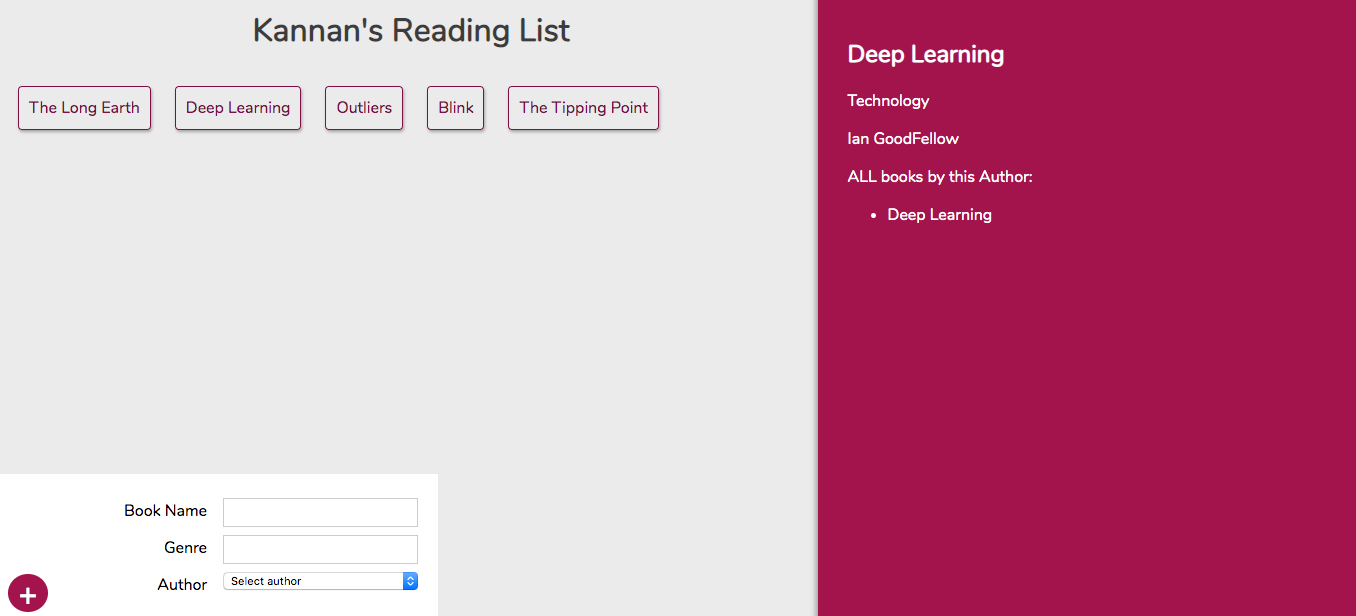 Kannan's Reading List
The Long Earth
Deep Learning
Outliers
Blink
The Tipping Point
Book Name
Genre
Author
Select author
+
Deep Learning
Technology
Ian GoodFellow
ALL books by this Author:
• Deep Learning